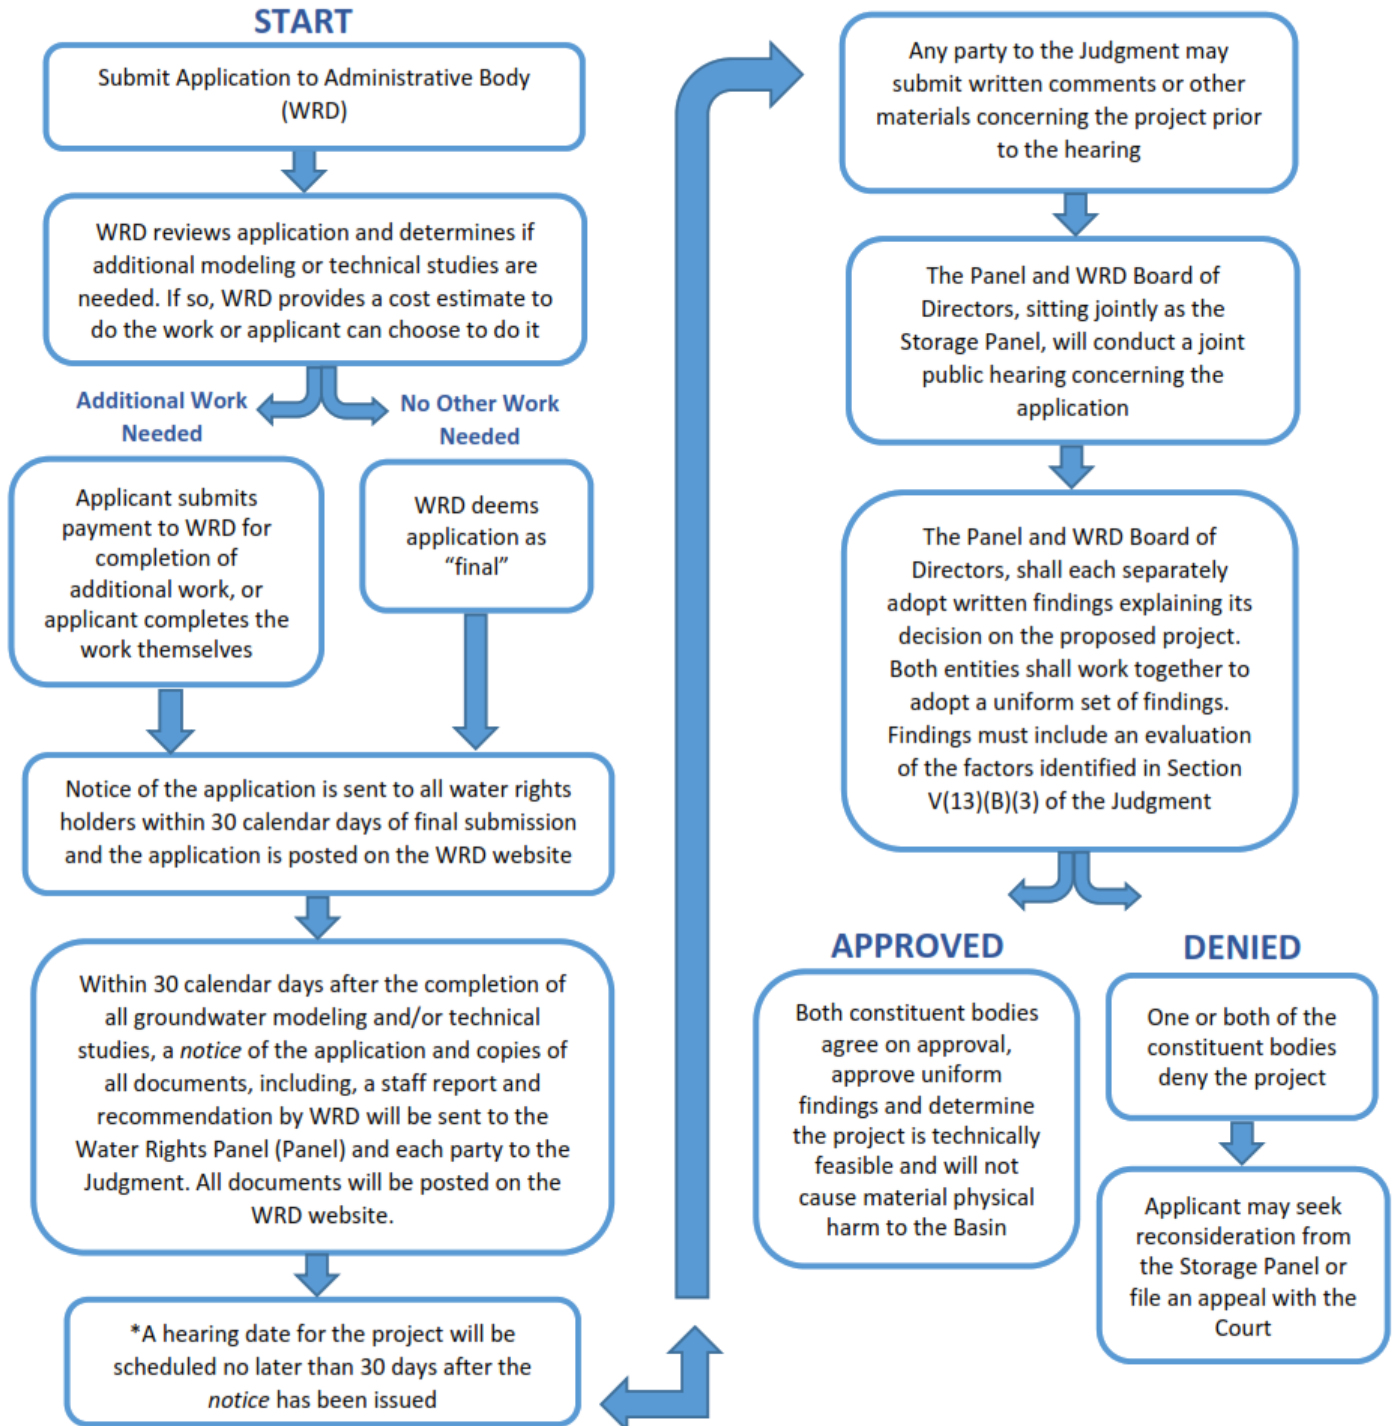 START
Submit Application to Administrative Body
(WRD)
WRD reviews application and determines if
additional modeling or technical studies are
needed. If so, WRD provides a cost estimate to
do the work or applicant can choose to do it
Additional Work
Needed
No Other Work
Needed
Applicant submits
payment to WRD for
completion of
additional work, or
applicant completes the
work themselves
WRD deems
application as
“final”
Notice of the application is sent to all water rights
holders within 30 calendar days of final submission
and the application is posted on the WRD website
Within 30 calendar days after the completion of
all groundwater modeling and/or technical
studies, a notice of the application and copies of
all documents, including, a staff report and
recommendation by WRD will be sent to the
Water Rights Panel (Panel) and each party to the
Judgment. All documents will be posted on the
WRD website.
*A hearing date for the project will be
scheduled no later than 30 days after the
notice has been issued
Any party to the Judgment may
submit written comments or other
materials concerning the project prior
to the hearing
The Panel and WRD Board of
Directors, sitting jointly as the
Storage Panel, will conduct a joint
public hearing concerning the
application
The Panel and WRD Board of
Directors, shall each separately
adopt written findings explaining its
decision on the proposed project.
Both entities shall work together to
adopt a uniform set of findings.
Findings must include an evaluation
of the factors identified in Section
V(13)(B)(3) of the Judgment
APPROVED
Both constituent bodies
agree on approval,
approve uniform
findings and determine
the project is technically
feasible and will not
cause material physical
harm to the Basin
DENIED
One or both of the
constituent bodies
deny the project
Applicant may seek
reconsideration from
the Storage Panel or
file an appeal with the
Court